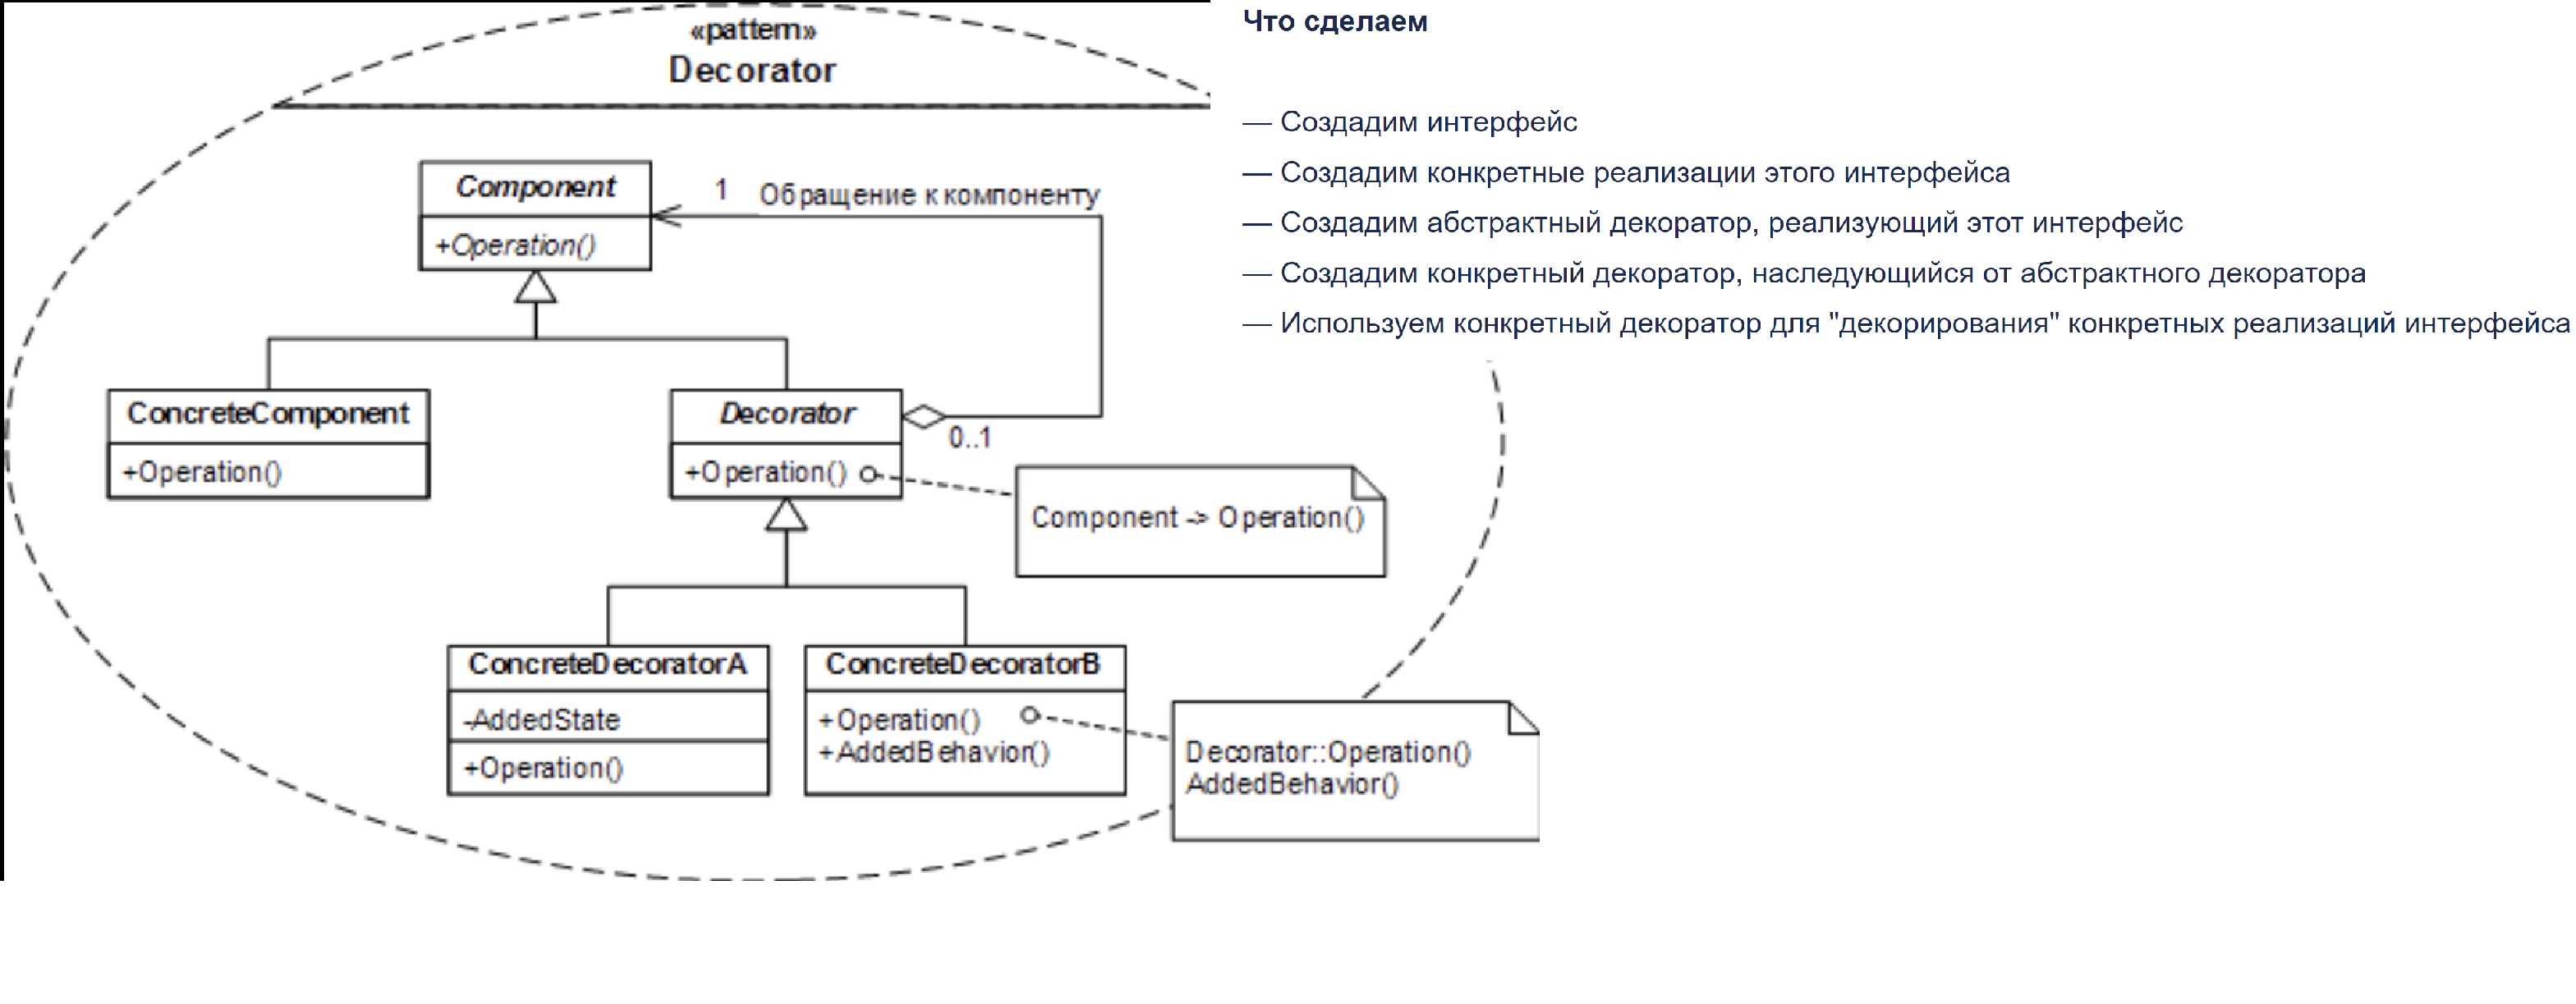 «pattern»
Decorator
Component
+Operation()
1
Обращение к компоненту
ConcreteComponent
+Operation()
Decorator
+Operation()
0..1
Component -> Operation()
ConcreteDecoratorA
-AddedState
+Operation()
ConcreteDecoratorB
+Operation()
+AddedBehavior()
Decorator::Operation()
AddedBehavior()
Что сделаем
— Создадим интерфейс
— Создадим конкретные реализации этого интерфейса
— Создадим абстрактный декоратор, реализующий этот интерфейс
— Создадим конкретный декоратор, наследующийся от абстрактного декоратора
— Используем конкретный декоратор для "декорирования" конкретных реализаций интерфейса